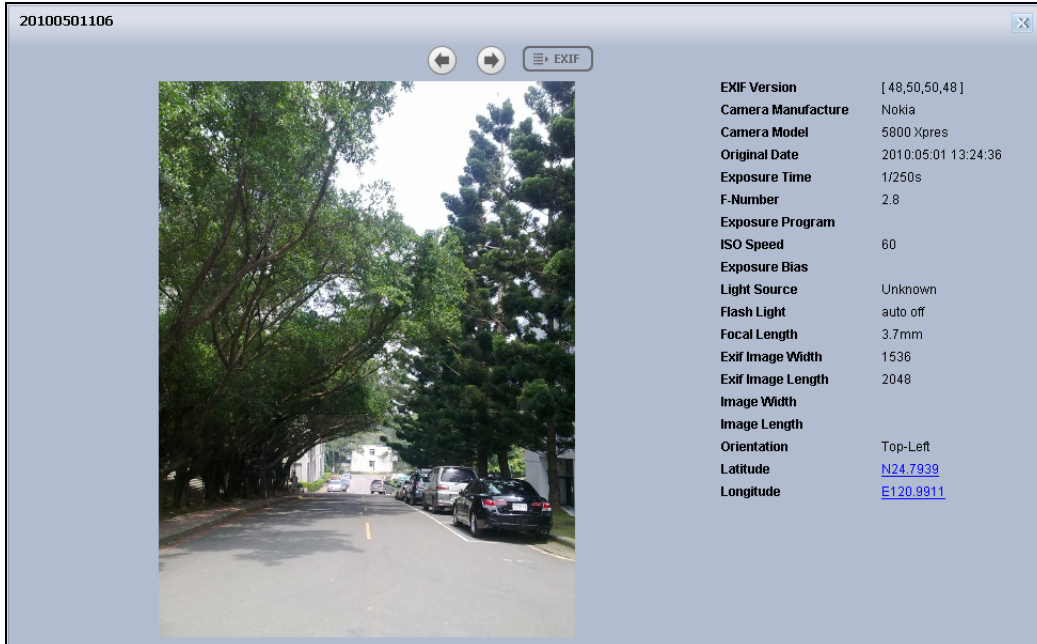 20100501106
EXIF
EXIF Version [ 48,50,50,48 ]
Camera Manufacture Nokia
Camera Model 5800 Xpres
Original Date 2010:05:01 13:24:36
Exposure Time 1/250s
F-Number 2.8
Exposure Program
ISO Speed 60
Exposure Bias
Light Source Unknown
Flash Light auto off
Focal Length 3.7mm
Exif Image Width 1536
Exif Image Length 2048
Image Width
Image Length
Orientation Top-Left
Latitude N24.7939
Longitude E120.9911